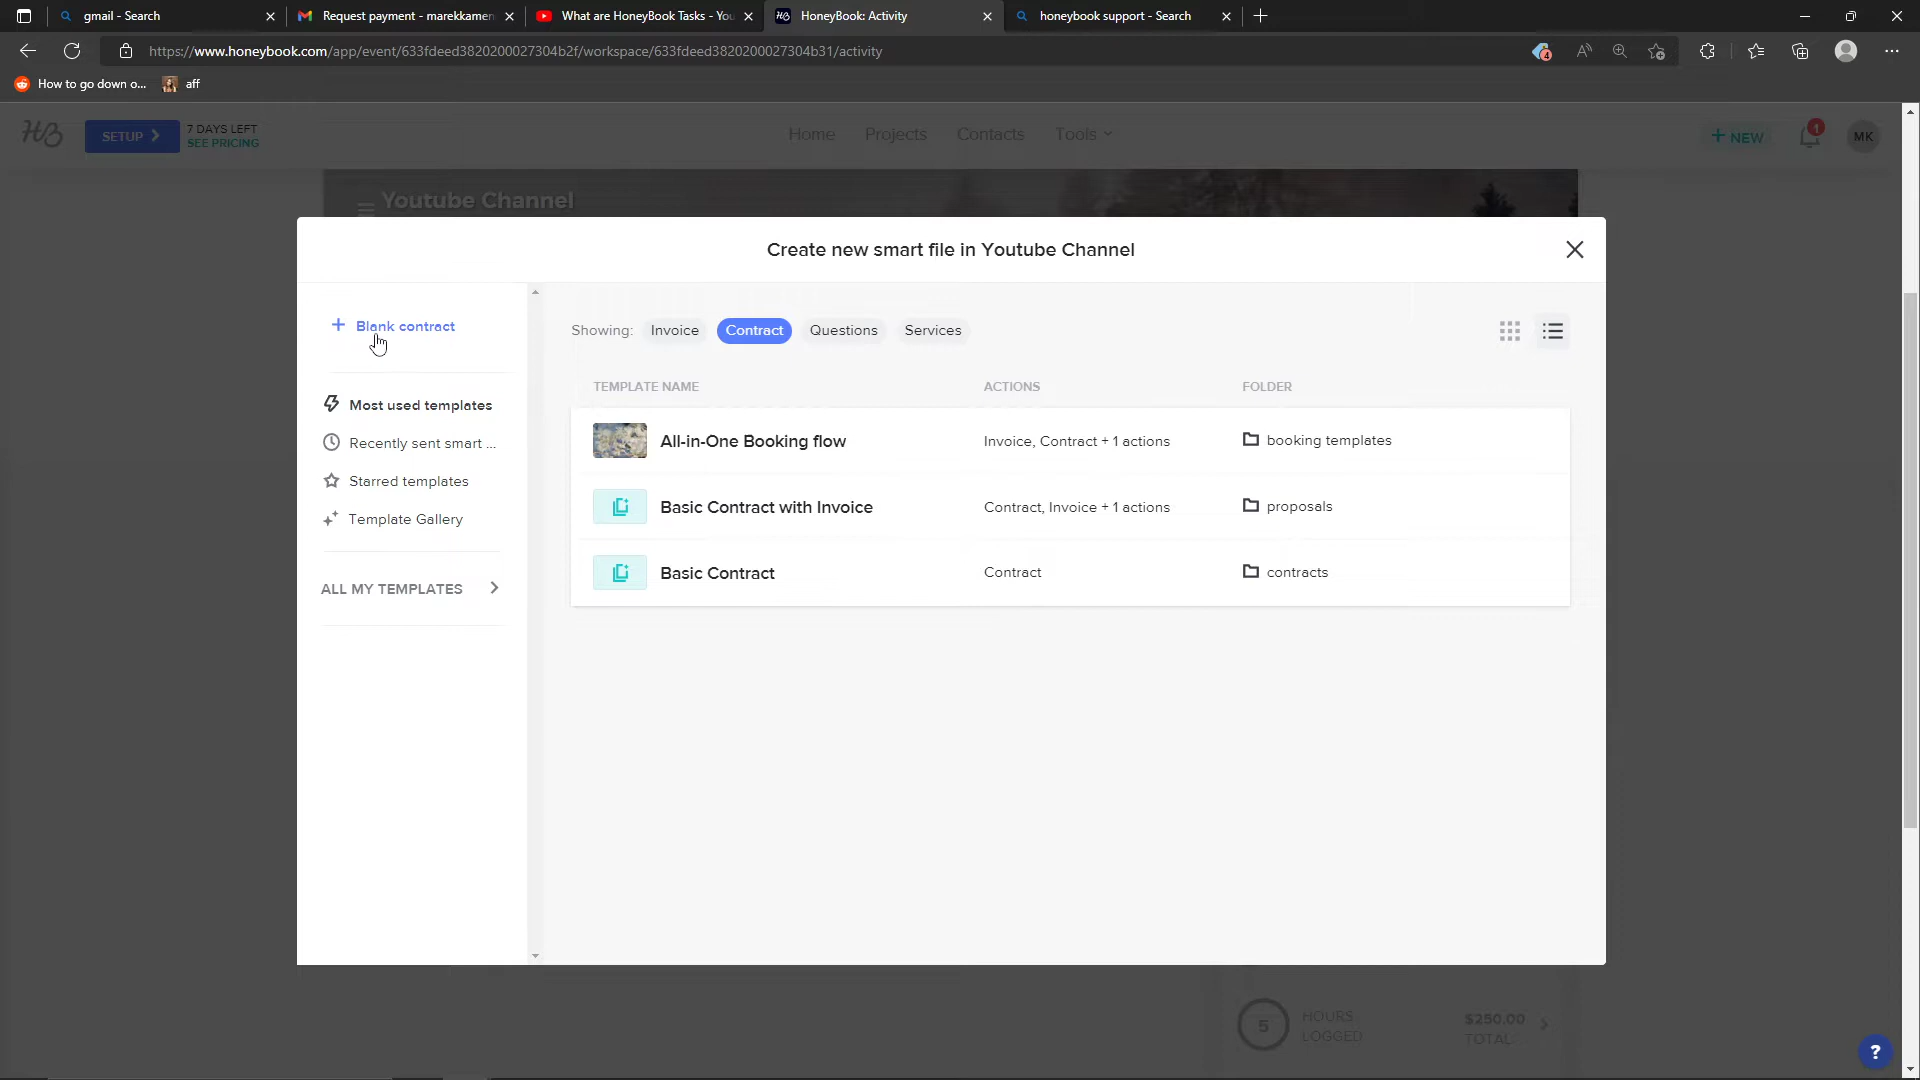 gmail - Search
Request payment - marekkamen
What are HoneyBook Tasks - You
HoneyBook: Activity
honeybook support - Search
https://www.honeybook.com/app/event/633fdeed3820200027304b2f/workspace/633fdeed3820200027304b31/activity
4
How to go down o...
aff
HB
SETUP
7 DAYS LEFT
SEE PRICING
Home
Projects
Contacts
Tools
+ NEW
1
MK
Youtube Channel
Create new smart file in Youtube Channel
+ Blank contract
Most used templates
Recently sent smart ...
Starred templates
Template Gallery
ALL MY TEMPLATES
Showing: Invoice Contract Questions Services
TEMPLATE NAME ACTIONS FOLDER
All-in-One Booking flow Invoice, Contract + 1 actions booking templates
Basic Contract with Invoice Contract, Invoice + 1 actions proposals
Basic Contract Contract contracts
5
HOURS
LOGGED
$250.00
TOTAL
?